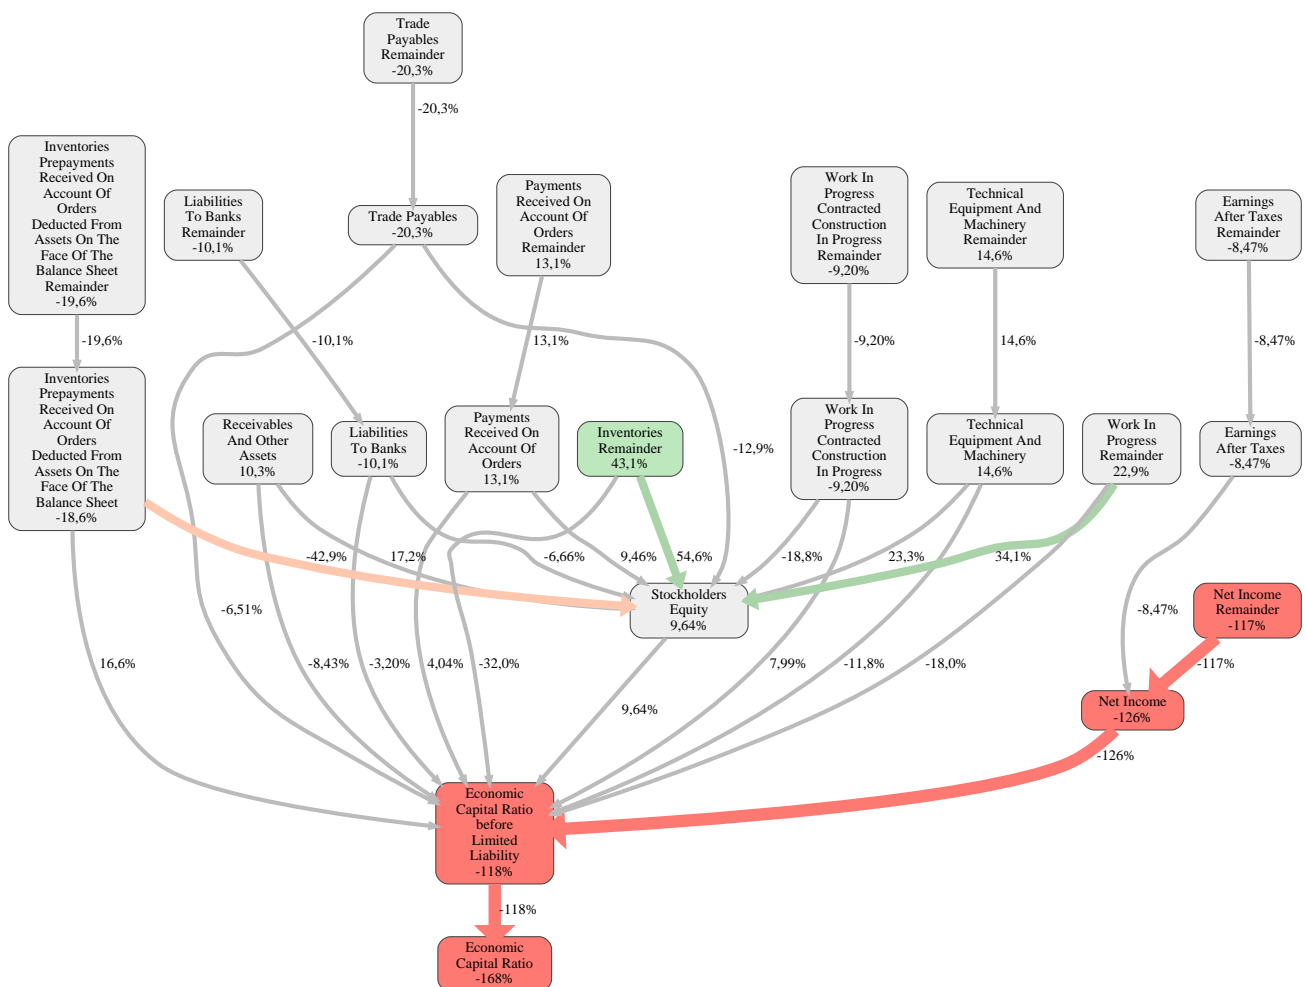 Trade
Payables
Remainder
-20,3%
-20,3%
Inventories
Prepayments
Received On
Account Of
Orders
Deducted From
Assets On The
Face Of The
Balance Sheet
Remainder
-19,6%
Liabilities
To Banks
Remainder
-10,1%
Trade Payables
-20,3%
Payments
Received On
Account Of
Orders
Remainder
13,1%
Work In
Progress
Contracted
Construction
In Progress
Remainder
-9,20%
Technical
Equipment And
Machinery
Remainder
14,6%
Earnings
After Taxes
Remainder
-8,47%
-19,6%
-10,1%
13,1%
-9,20%
14,6%
-8,47%
Inventories
Prepayments
Received On
Account Of
Orders
Deducted From
Assets On The
Face Of The
Balance Sheet
-18,6%
Receivables
And Other
Assets
10,3%
Liabilities
To Banks
-10,1%
Payments
Received On
Account Of
Orders
13,1%
Inventories
Remainder
43,1%
-12,9%
Work In
Progress
Contracted
Construction
In Progress
-9,20%
Technical
Equipment And
Machinery
14,6%
Work In
Progress
Remainder
22,9%
Earnings
After Taxes
-8,47%
-42,9%
17,2%
-6,66%
9,46%
54,6%
-18,8%
23,3%
34,1%
-6,51%
Stockholders
Equity
9,64%
-8,47%
Net Income
Remainder
-117%
16,6%
-8,43%
-3,20%
4,04%
-32,0%
7,99%
-11,8%
-18,0%
-117%
9,64%
Net Income
-126%
-126%
Economic
Capital Ratio
before
Limited
Liability
-118%
-118%
Economic
Capital Ratio
-168%